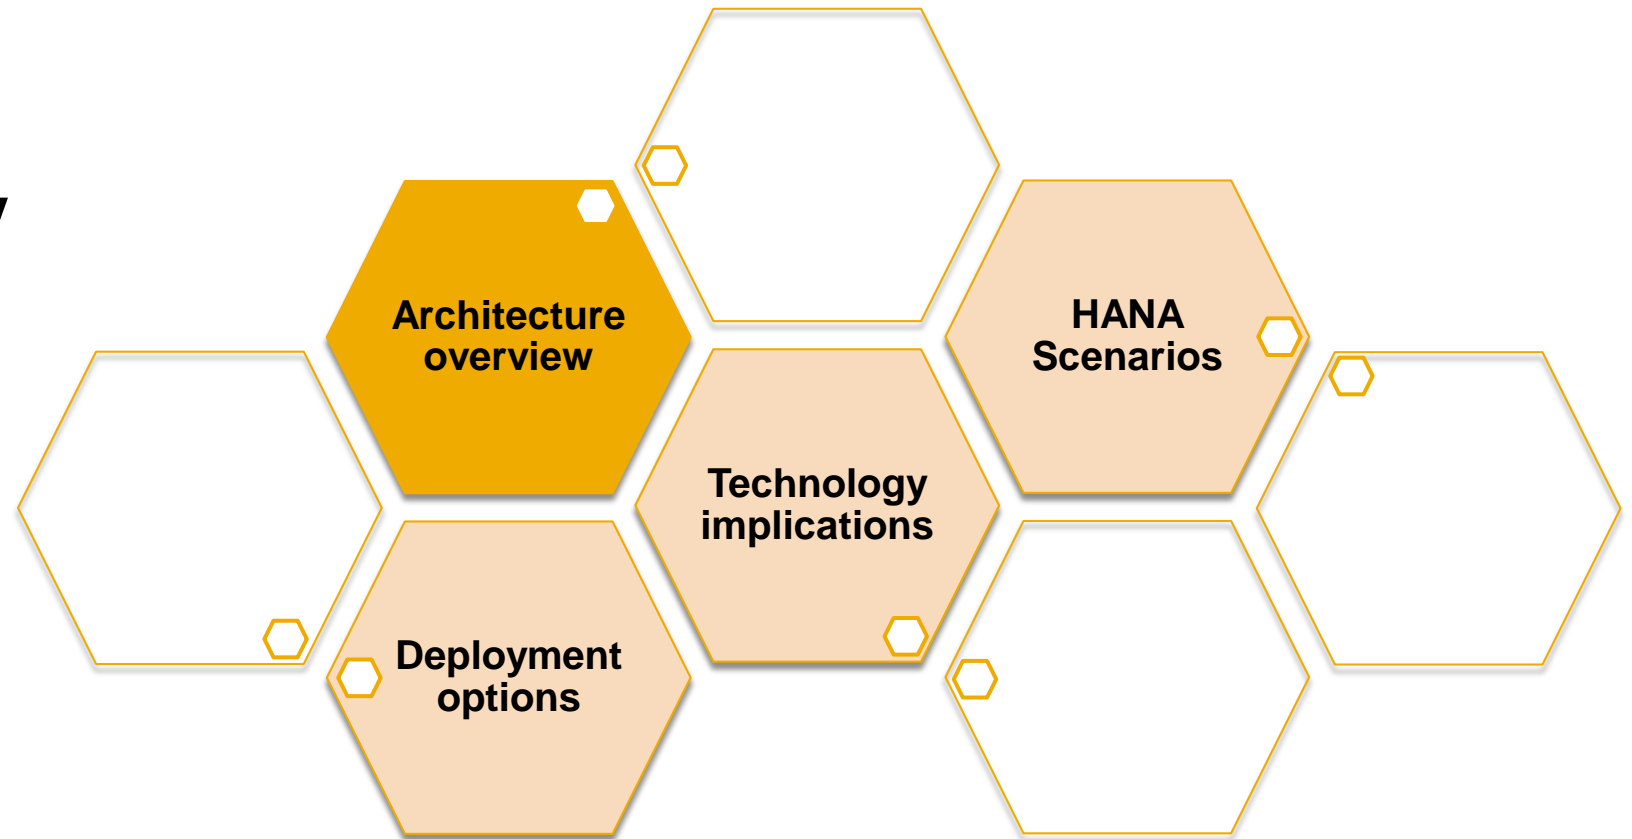 Architecture
overview
HANA
Scenarios
Technology
implications
Deployment
options